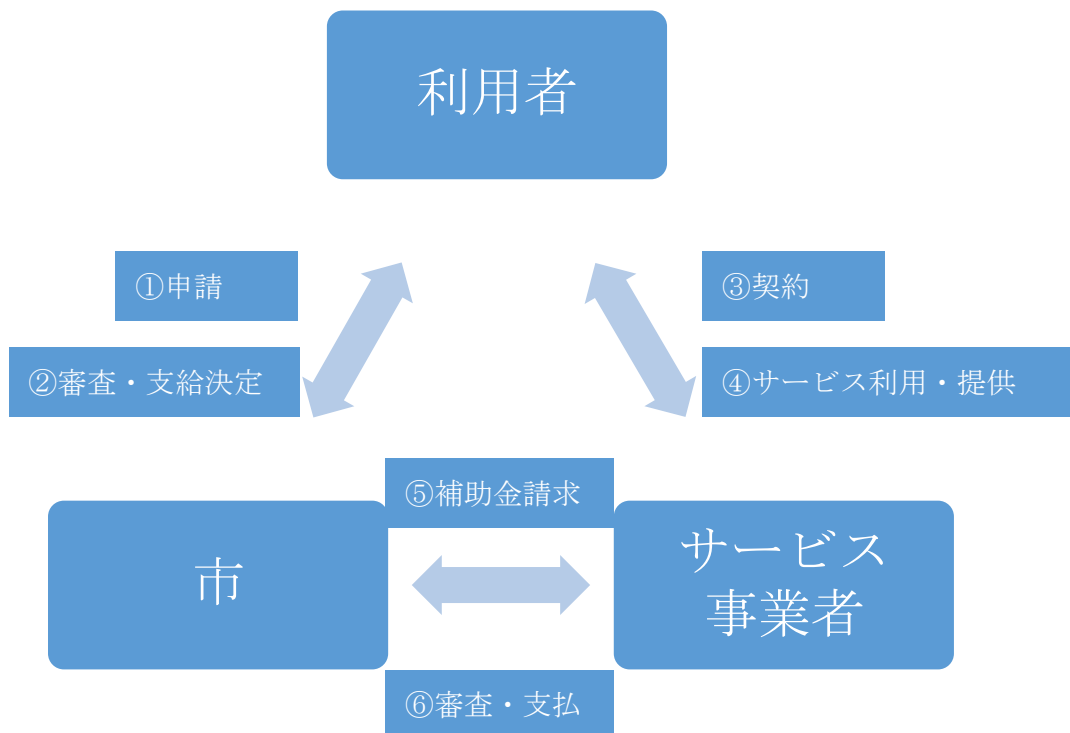 利用者
①申請
③契約
②審査・支給決定
④サービス利用・提供
⑤補助金請求
市
サービス
事業者
⑥審査・支払